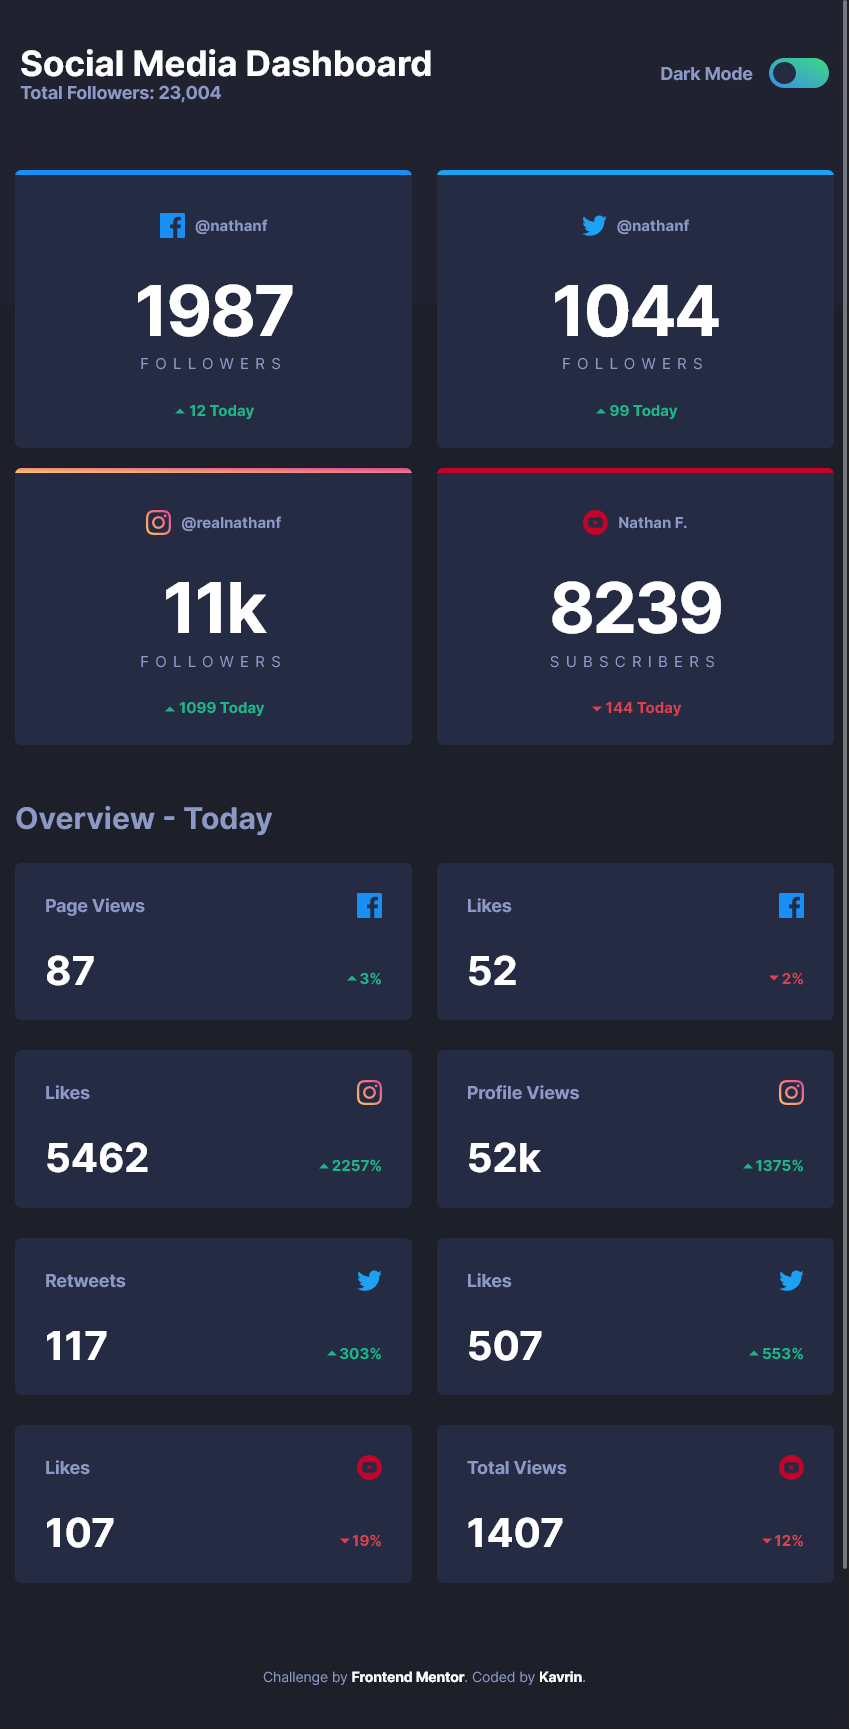 Social Media Dashboard
Total Followers: 23,004
Dark Mode
@nathanf
1987
FOLLOWERS
12 Today
@nathanf
1044
FOLLOWERS
99 Today
@realnathanf
11k
FOLLOWERS
1099 Today
Nathan F.
8239
SUBSCRIBERS
144 Today
Overview - Today
Page Views
87
3%
Likes
52
2%
Likes
5462
2257%
Profile Views
52k
1375%
Retweets
117
303%
Likes
507
553%
Likes
107
19%
Total Views
1407
12%
Challenge by Frontend Mentor. Coded by Kavrin.